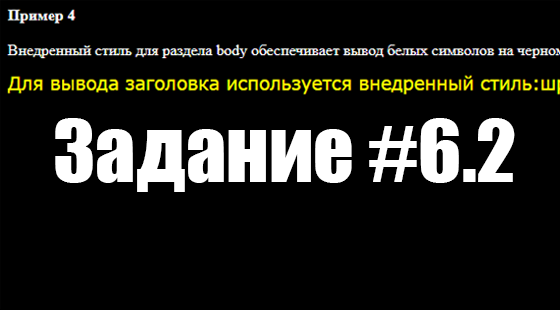 Пример 4
Внедренный стиль для раздела body обеспечивает вывод белых символов на черном
Для вывода заголовка используется внедренный стиль:шр
Задание #6.2